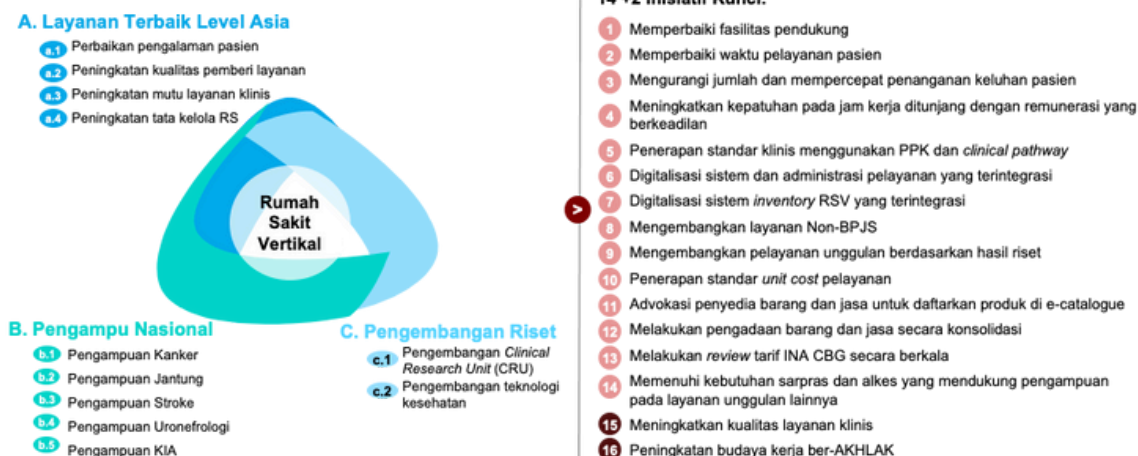 A. Layanan Terbaik Level Asia
a.1 Perbaikan pengalaman pasien
a.2 Peningkatan kualitas pemberi layanan
a.3 Peningkatan mutu layanan klinis
a.4 Peningkatan tata kelola RS
Rumah
Sakit
Vertikal
B. Pengampu Nasional
b.1 Pengampuan Kanker
b.2 Pengampuan Jantung
b.3 Pengampuan Stroke
b.4 Pengampuan Uronefrologi
b.5 Pengampuan KIA
C. Pengembangan Riset
c.1 Pengembangan Clinical
Research Unit (CRU)
c.2 Pengembangan teknologi
kesehatan
>
14 +2 Inisiatif Kunci:
1 Memperbaiki fasilitas pendukung
2 Memperbaiki waktu pelayanan pasien
3 Mengurangi jumlah dan mempercepat penanganan keluhan pasien
4 Meningkatkan kepatuhan pada jam kerja ditunjang dengan remunerasi yang
berkeadilan
5 Penerapan standar klinis menggunakan PPK dan clinical pathway
6 Digitalisasi sistem dan administrasi pelayanan yang terintegrasi
7 Digitalisasi sistem inventory RSV yang terintegrasi
8 Mengembangkan layanan Non-BPJS
9 Mengembangkan pelayanan unggulan berdasarkan hasil riset
10 Penerapan standar unit cost pelayanan
11 Advokasi penyedia barang dan jasa untuk daftarkan produk di e-catalogue
12 Melakukan pengadaan barang dan jasa secara konsolidasi
13 Melakukan review tarif INA CBG secara berkala
14 Memenuhi kebutuhan sarpras dan alkes yang mendukung pengampuan
pada layanan unggulan lainnya
15 Meningkatkan kualitas layanan klinis
16 Peningkatan budaya kerja ber-AKHLAK